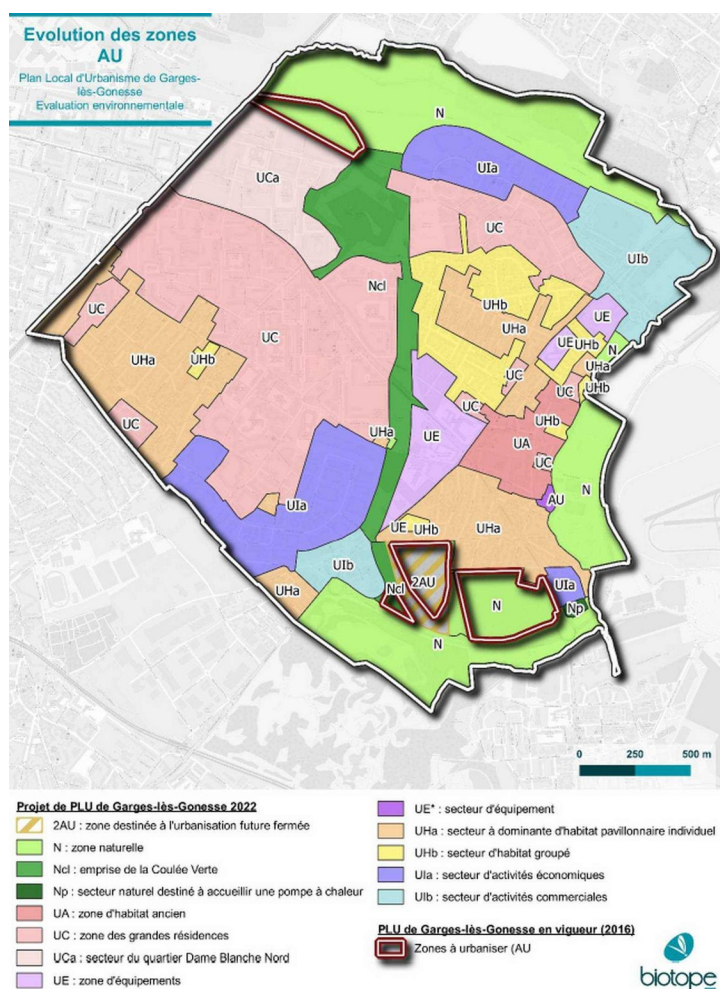 Evolution des zones
AU
Plan Local d'Urbanisme de Garges-
lès-Gonesse
Evaluation environnementale
N
UIa
UCa
UC
UIb
Ncl
UHb
UC
UE
UHa
UC
UE
UHb
N
UHa
UHb
UHa
UC
UHb
UC
UC
UC
UHb
UHa
UE
UA
UC
UIa
AU
N
UE
UHb
UHa
UIb
2AU
UIa
UHa
Ncl
N
Np
N
0 250 500 m
Projet de PLU de Garges-lès-Gonesse 2022
2AU : zone destinée à l'urbanisation future fermée
N : zone naturelle
Ncl : emprise de la Coulée Verte
Np : secteur naturel destiné à accueillir une pompe à chaleur
UA : zone d'habitat ancien
UC : zone des grandes résidences
UCa : secteur du quartier Dame Blanche Nord
UE : zone d'équipements
UE* : secteur d'équipement
UHa : secteur à dominante d'habitat pavillonnaire individuel
UHb : secteur d'habitat groupé
UIa : secteur d'activités économiques
UIb : secteur d'activités commerciales
PLU de Garges-lès-Gonesse en vigueur (2016)
Zones à urbaniser (AU
biotope